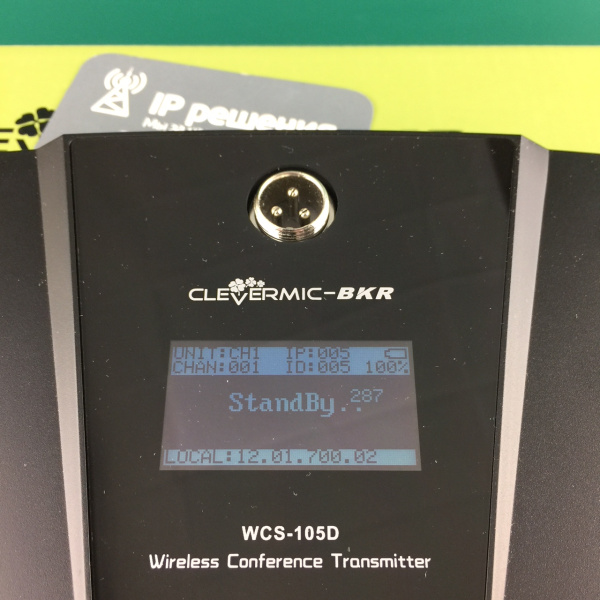 IP решения
CLEVERMIC-BKR
UNIT:CH1 IP:005
CHAN:001 ID:005 100%
StandBy.. 287
LOCAL:12.01.700.02
WCS-105D
Wireless Conference Transmitter